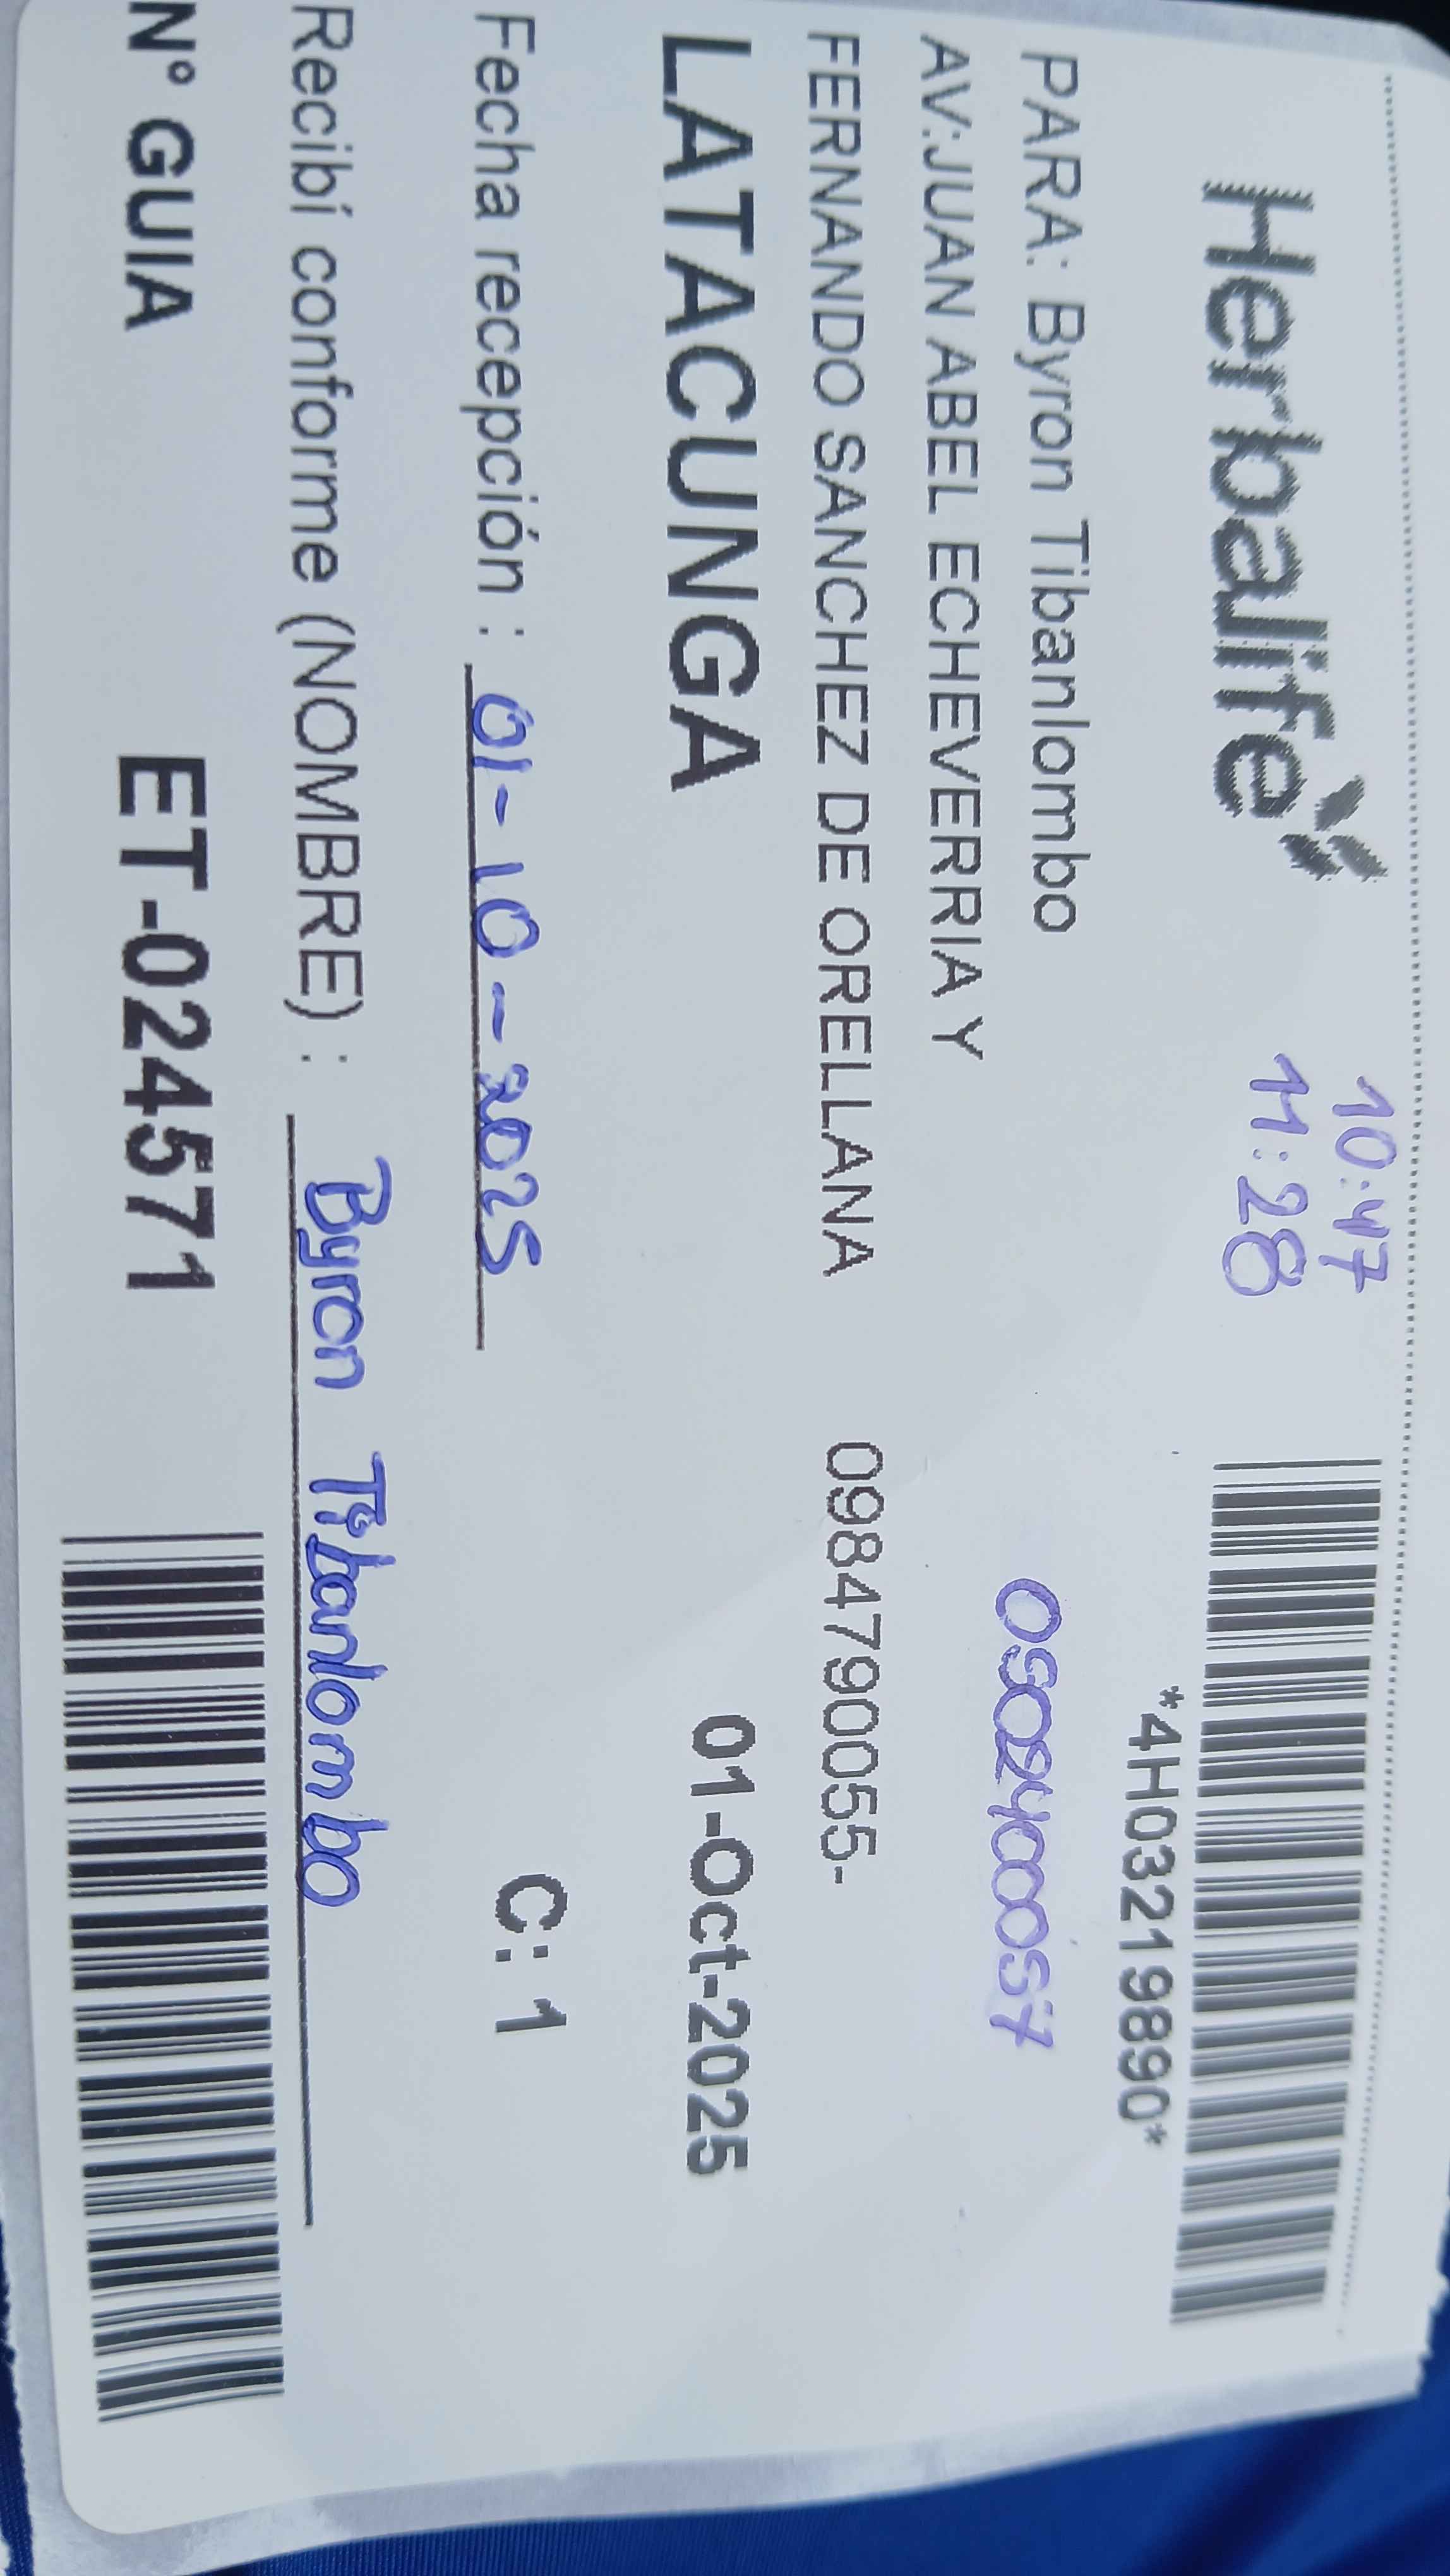 Herbalife
10:47
11:28
*4H03219890*
PARA: Byron Tibanlombo
0502400057
AV:JUAN ABEL ECHEVERRIA Y
FERNANDO SANCHEZ DE ORELLANA 0984790055-
LATACUNGA 01-Oct-2025
Fecha recepción : 01-10-2025 C: 1
Recibí conforme (NOMBRE) : Byron Tibanlombo
N° GUIA ET-024571